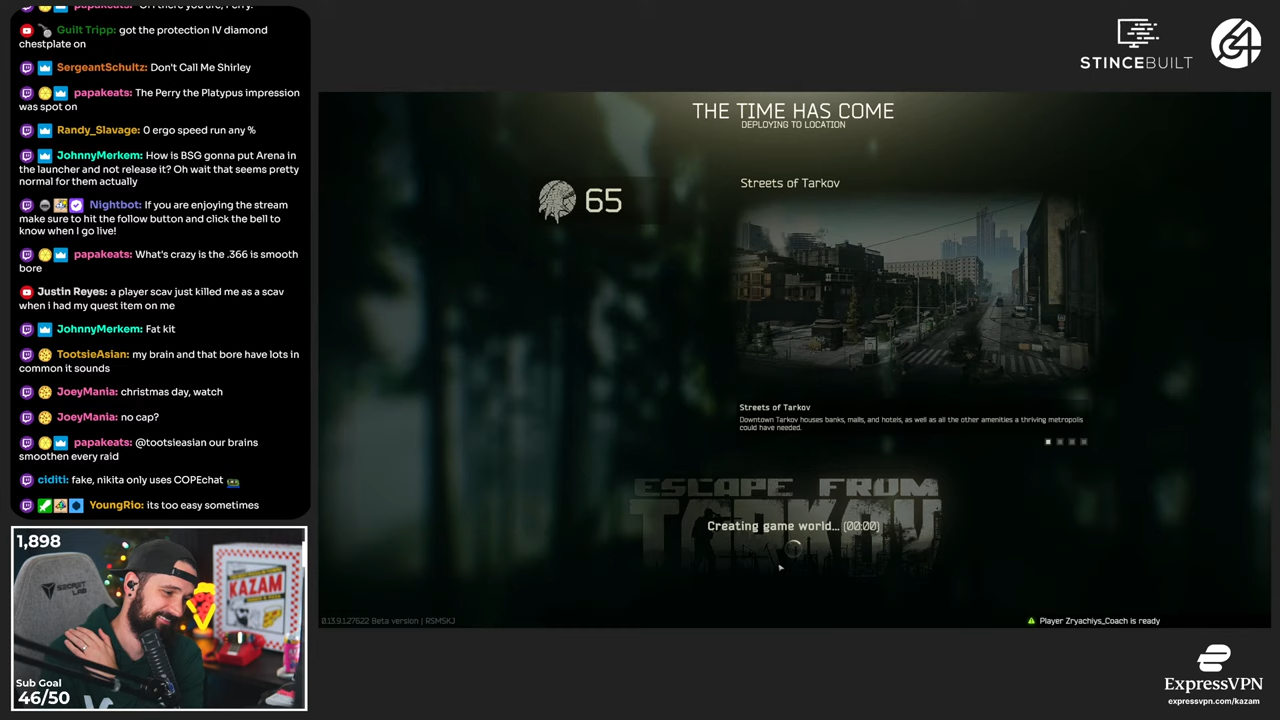 papakeats: Oh there you are, Perry!
Guilt Tripp: got the protection IV diamond
chestplate on
SergeantSchultz: Don't Call Me Shirley
papakeats: The Perry the Platypus impression
was spot on
Randy_Slavage: 0 ergo speed run any %
JohnnyMerkem: How is BSG gonna put Arena in
the launcher and not release it? Oh wait that seems pretty
normal for them actually
Nightbot: If you are enjoying the stream
make sure to hit the follow button and click the bell to
know when I go live!
papakeats: What's crazy is the .366 is smooth
bore
Justin Reyes: a player scav just killed me as a scav
when i had my quest item on me
JohnnyMerkem: Fat kit
TootsieAsian: my brain and that bore have lots in
common it sounds
JoeyMania: christmas day, watch
JoeyMania: no cap?
papakeats: @tootsieasian our brains
smoothen every raid
ciditi: fake, nikita only uses COPEchat
YoungRio: its too easy sometimes
1,898
SECRETLAB
KAZAM
Sub Goal
46/50
STINCEBUILT
THE TIME HAS COME
DEPLOYING TO LOCATION
65
Streets of Tarkov
Streets of Tarkov
Downtown Tarkov houses banks, malls, and hotels, as well as all the other amenities a thriving metropolis
could have needed.
ESCAPE FROM
TARKOV
Creating game world... (00:00)
0.13.9.1.27622 Beta version | RSMSKJ
Player Zryachiys_Coach is ready
ExpressVPN
expressvpn.com/kazam